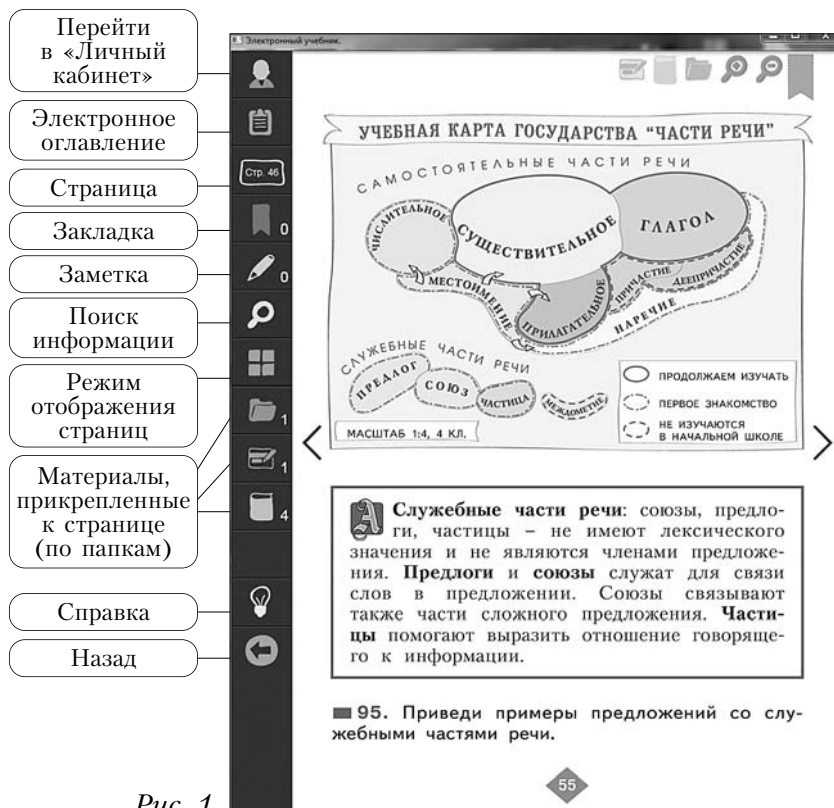 Перейти
в «Личный
кабинет»
Электронное
оглавление
Страница
Закладка
Заметка
Поиск
информации
Режим
отображения
страниц
Материалы,
прикрепленные
к странице
(по папкам)
Справка
Назад
Рис. 1
Электронный учебник.
Стр. 46
0
0
1
1
4
УЧЕБНАЯ КАРТА ГОСУДАРСТВА "ЧАСТИ РЕЧИ"
САМОСТОЯТЕЛЬНЫЕ ЧАСТИ РЕЧИ
ЧИСЛИТЕЛЬНОЕ
СУЩЕСТВИТЕЛЬНОЕ
ГЛАГОЛ
МЕСТОИМЕНИЕ
ПРИЛАГАТЕЛЬНОЕ
ПРИЧАСТИЕ
ДЕЕПРИЧАСТИЕ
НАРЕЧИЕ
СЛУЖЕБНЫЕ ЧАСТИ РЕЧИ
ПРЕДЛОГ
СОЮЗ
ЧАСТИЦА
МЕЖДОМЕТИЕ
ПРОДОЛЖАЕМ ИЗУЧАТЬ
ПЕРВОЕ ЗНАКОМСТВО
НЕ ИЗУЧАЮТСЯ
В НАЧАЛЬНОЙ ШКОЛЕ
МАСШТАБ 1:4, 4 КЛ.
А Служебные части речи: союзы, предло-
ги, частицы – не имеют лексического
значения и не являются членами предложе-
ния. Предлоги и союзы служат для связи
слов в предложении. Союзы связывают
также части сложного предложения. Части-
цы помогают выразить отношение говоряще-
го к информации.
95. Приведи примеры предложений со слу-
жебными частями речи.
55